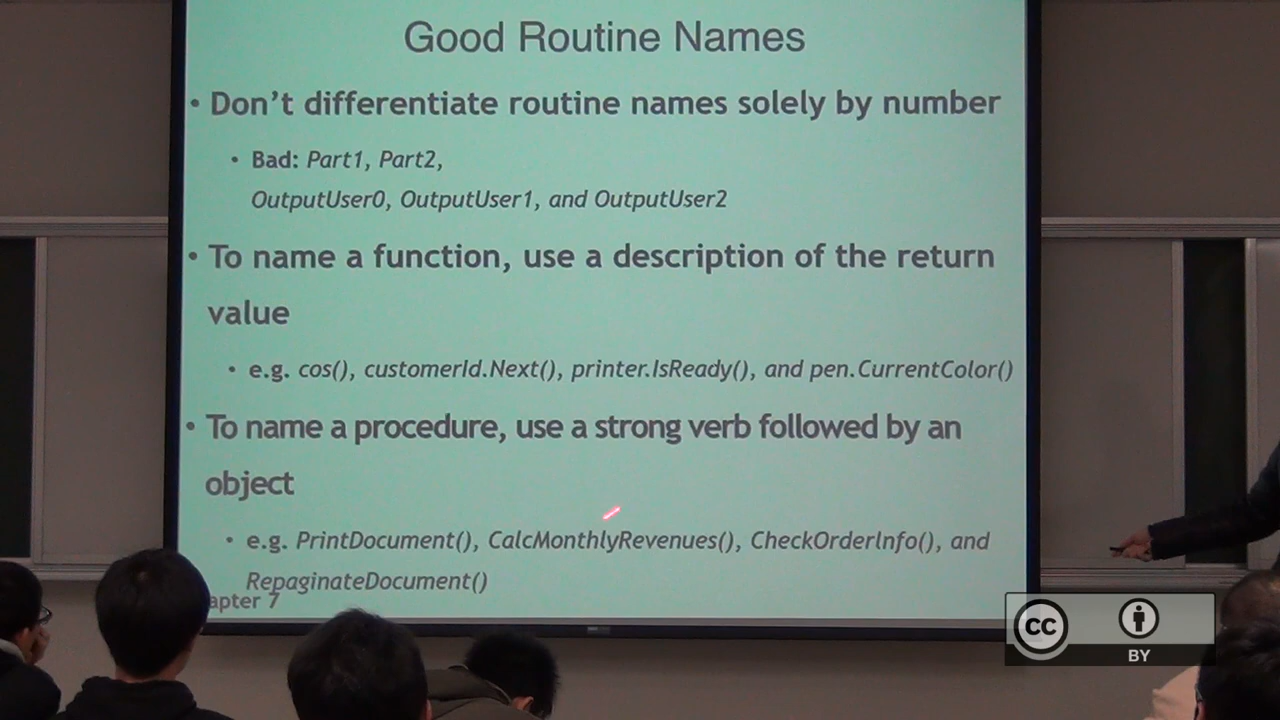 Good Routine Names
• Don't differentiate routine names solely by number
• Bad: Part1, Part2,
OutputUser0, OutputUser1, and OutputUser2
• To name a function, use a description of the return
value
• e.g. cos(), customerId.Next(), printer.IsReady(), and pen.CurrentColor()
• To name a procedure, use a strong verb followed by an
object
• e.g. PrintDocument(), CalcMonthlyRevenues(), CheckOrderInfo(), and
RepaginateDocument()
apter 7
CC
BY